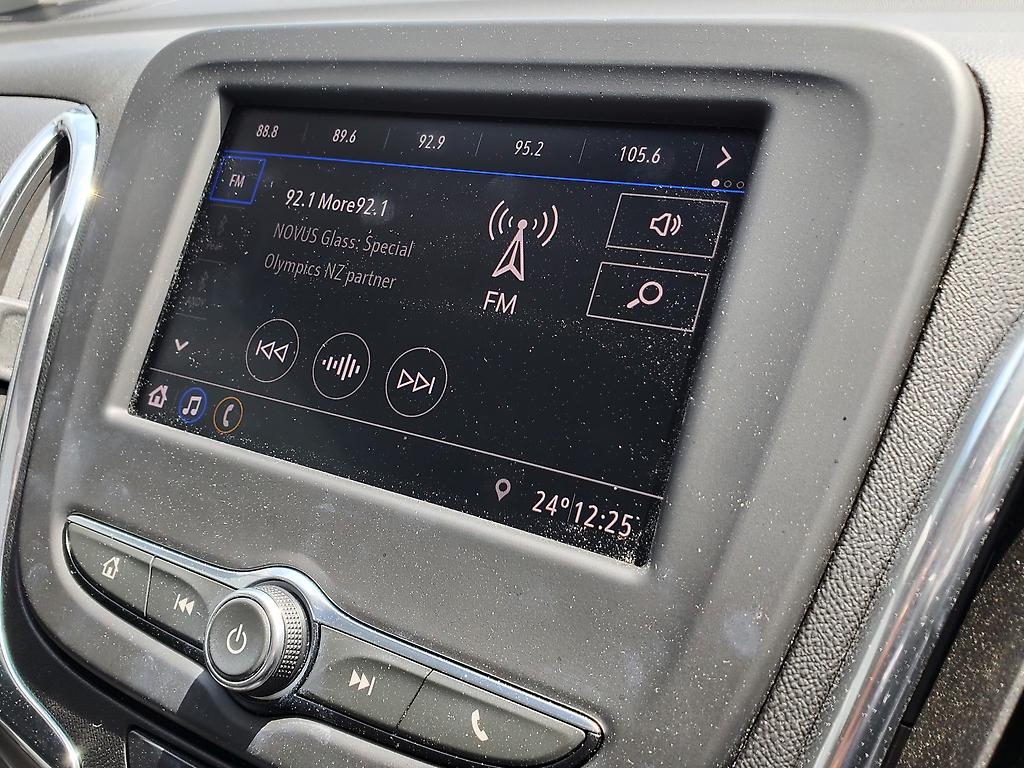 88.8 89.6 92.9 95.2 105.6
FM
92.1 More92.1
NOVUS Glass: Special
Olympics NZ partner
FM
24º 12:25